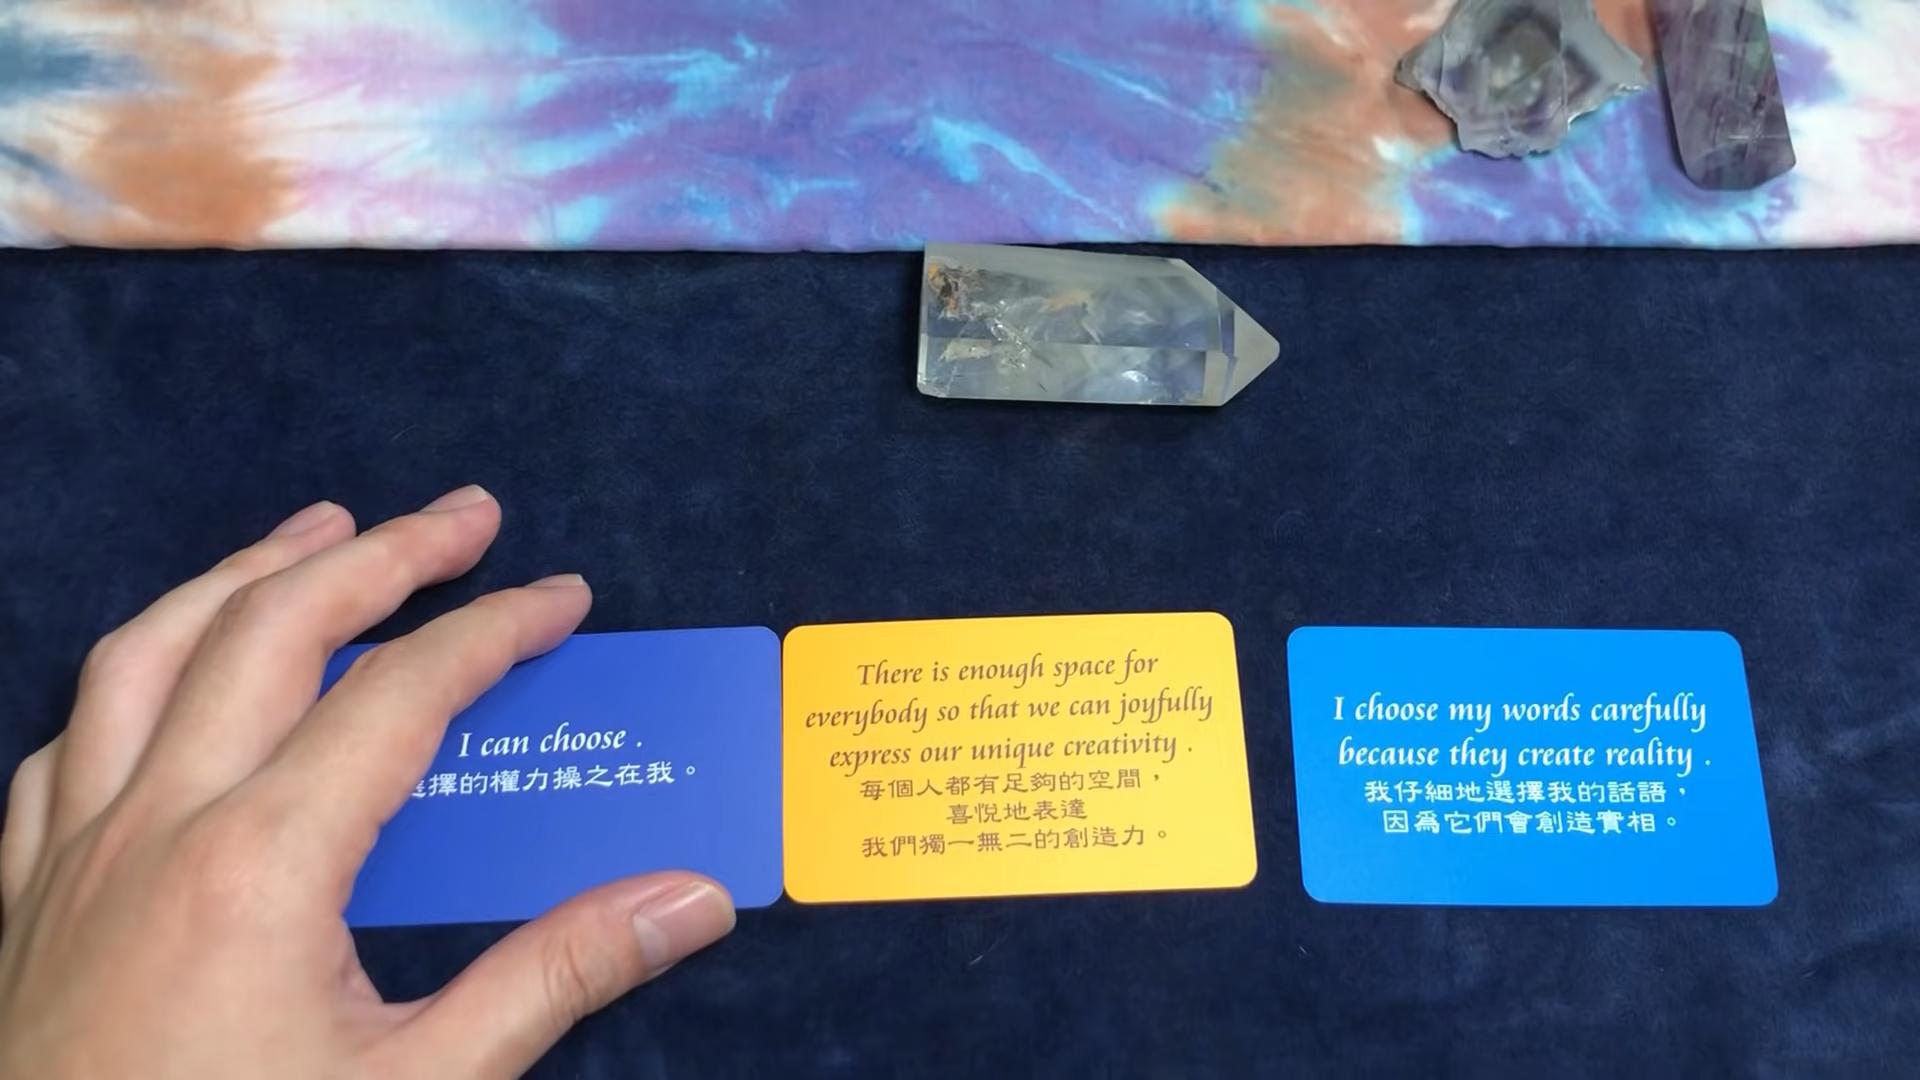 I can choose .
擇的權力操之在我。
There is enough space for
everybody so that we can joyfully
express our unique creativity .
每個人都有足夠的空間，
喜悅地表達
我們獨一無二的創造力。
I choose my words carefully
because they create reality .
我仔細地選擇我的話語，
因為它們會創造實相。